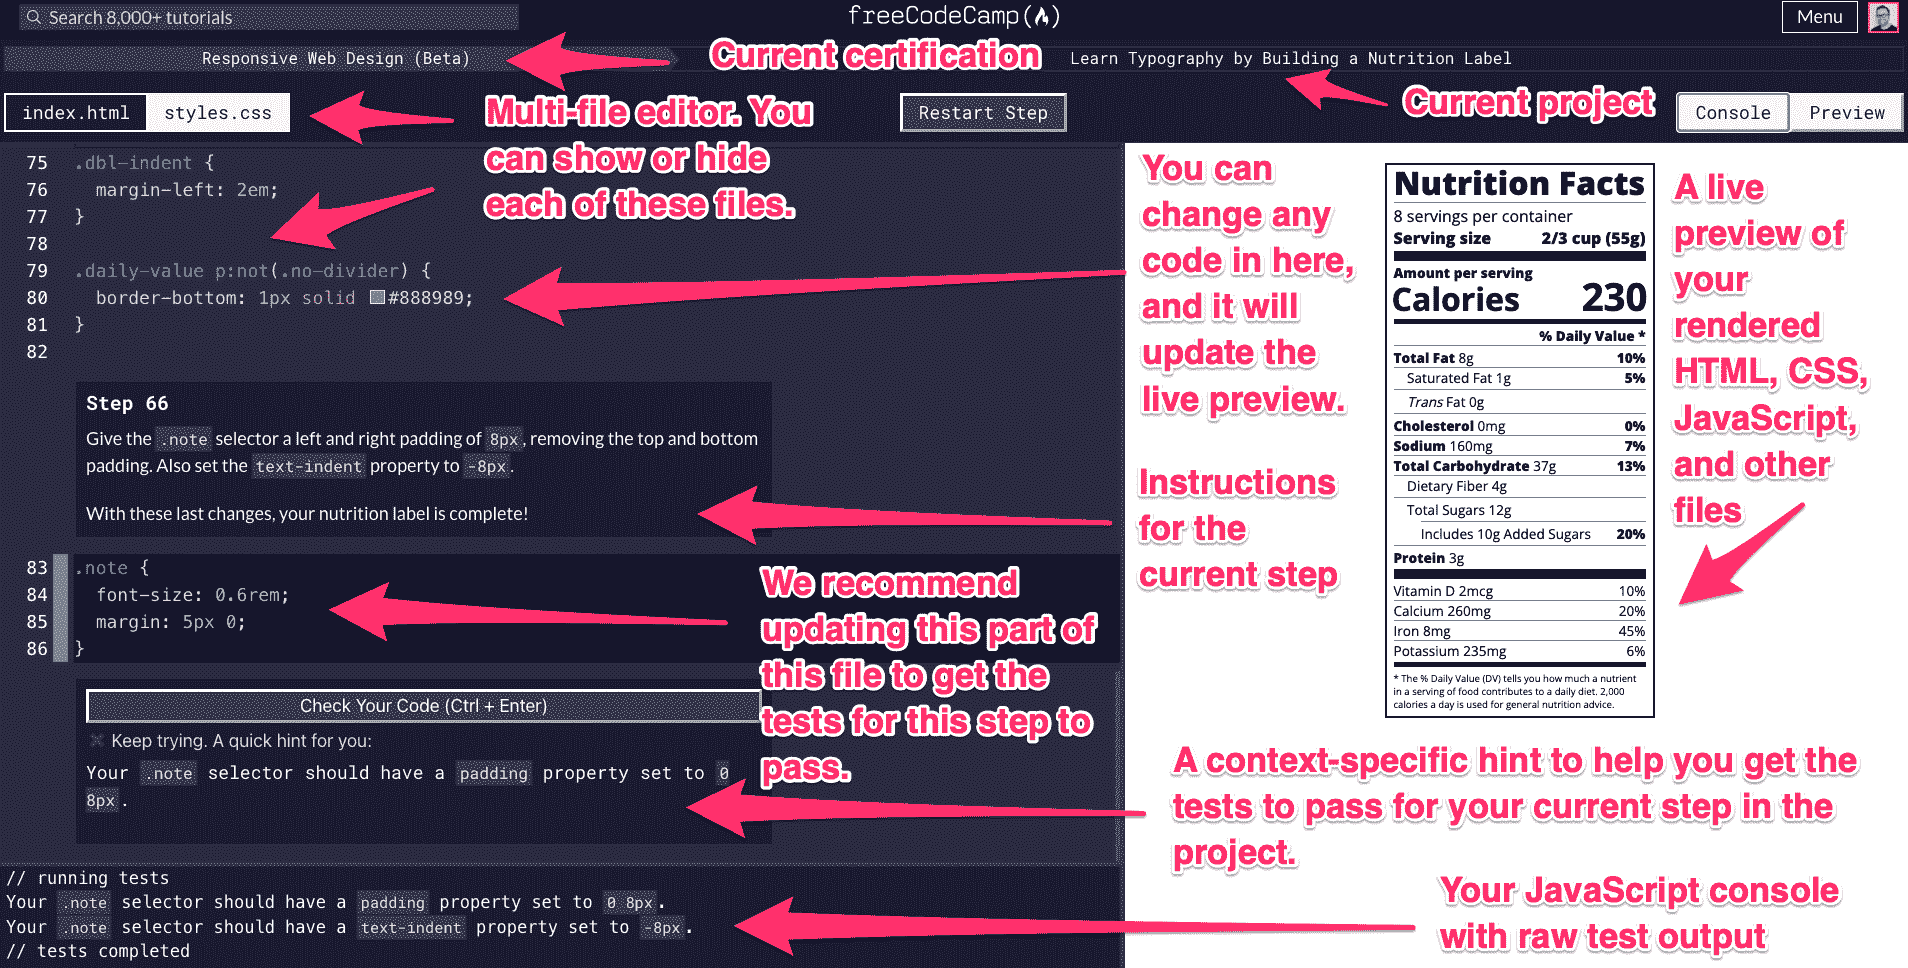 Search 8,000+ tutorials
freeCodeCamp
Menu
Responsive Web Design (Beta)
Current certification
Learn Typography by Building a Nutrition Label
Current project
index.html
styles.css
Multi-file editor. You
can show or hide
each of these files.
Restart Step
Console
Preview
75 .dbl-indent {
76 margin-left: 2em;
77 }
78
79 .daily-value p:not(.no-divider) {
80 border-bottom: 1px solid #888989;
81 }
82
You can
change any
code in here,
and it will
update the
live preview.
Step 66
Give the .note selector a left and right padding of 8px, removing the top and bottom
padding. Also set the text-indent property to -8px.
With these last changes, your nutrition label is complete!
Instructions
for the
current step
83 .note {
84 font-size: 0.6rem;
85 margin: 5px 0;
86 }
We recommend
updating this part of
this file to get the
tests for this step to
pass.
Check Your Code (Ctrl + Enter)
Keep trying. A quick hint for you:
Your .note selector should have a padding property set to 0
8px.
A context-specific hint to help you get the
tests to pass for your current step in the
project.
// running tests
Your .note selector should have a padding property set to 0 8px.
Your .note selector should have a text-indent property set to -8px.
// tests completed
Your JavaScript console
with raw test output
Nutrition Facts
8 servings per container
Serving size 2/3 cup (55g)
Amount per serving
Calories 230
% Daily Value *
Total Fat 8g 10%
Saturated Fat 1g 5%
Trans Fat 0g
Cholesterol 0mg 0%
Sodium 160mg 7%
Total Carbohydrate 37g 13%
Dietary Fiber 4g
Total Sugars 12g
Includes 10g Added Sugars 20%
Protein 3g
Vitamin D 2mcg 10%
Calcium 260mg 20%
Iron 8mg 45%
Potassium 235mg 6%
* The % Daily Value (DV) tells you how much a nutrient
in a serving of food contributes to a daily diet. 2,000
calories a day is used for general nutrition advice.
A live
preview of
your
rendered
HTML, CSS,
JavaScript,
and other
files